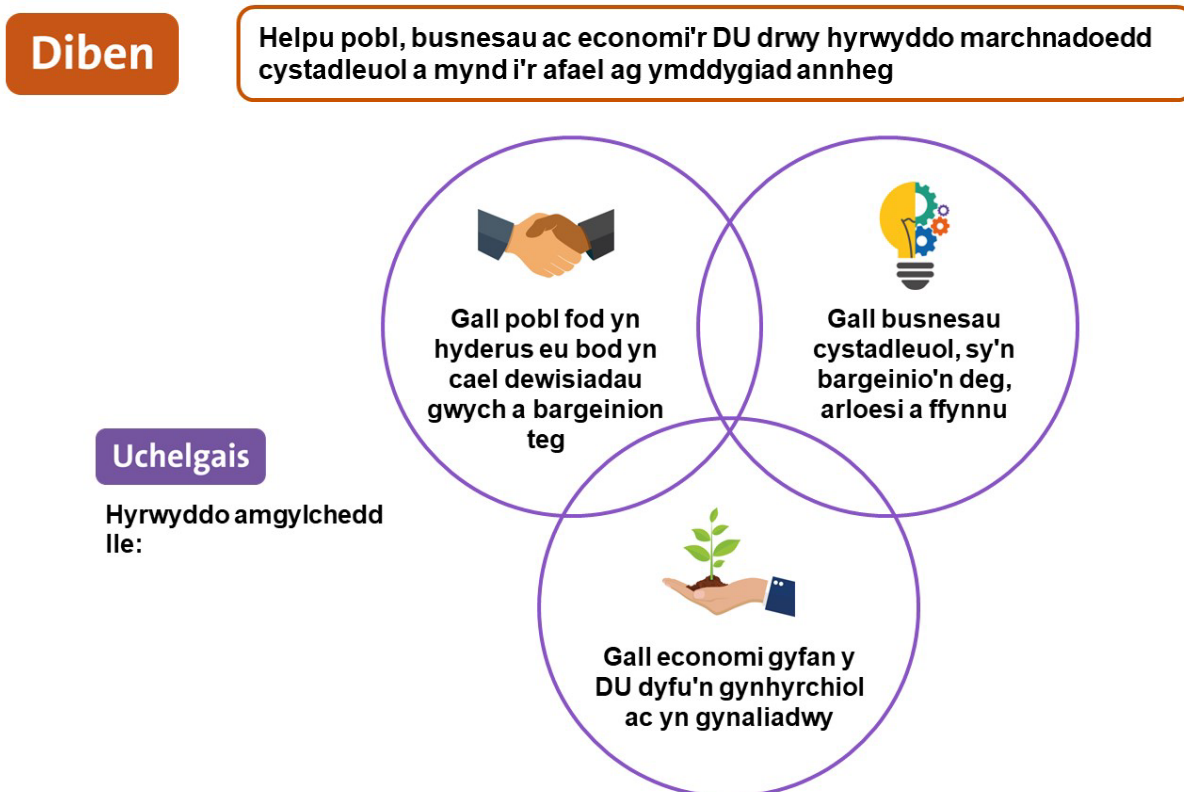 Diben
Helpu pobl, busnesau ac economi'r DU drwy hyrwyddo marchnadoedd
cystadleuol a mynd i'r afael ag ymddygiad annheg
Gall pobl fod yn
hyderus eu bod yn
cael dewisiadau
gwych a bargeinion
teg
Gall busnesau
cystadleuol, sy'n
bargeinio'n deg,
arloesi a ffynnu
Uchelgais
Hyrwyddo amgylchedd
lle:
Gall economi gyfan y
DU dyfu'n gynhyrchiol
ac yn gynaliadwy